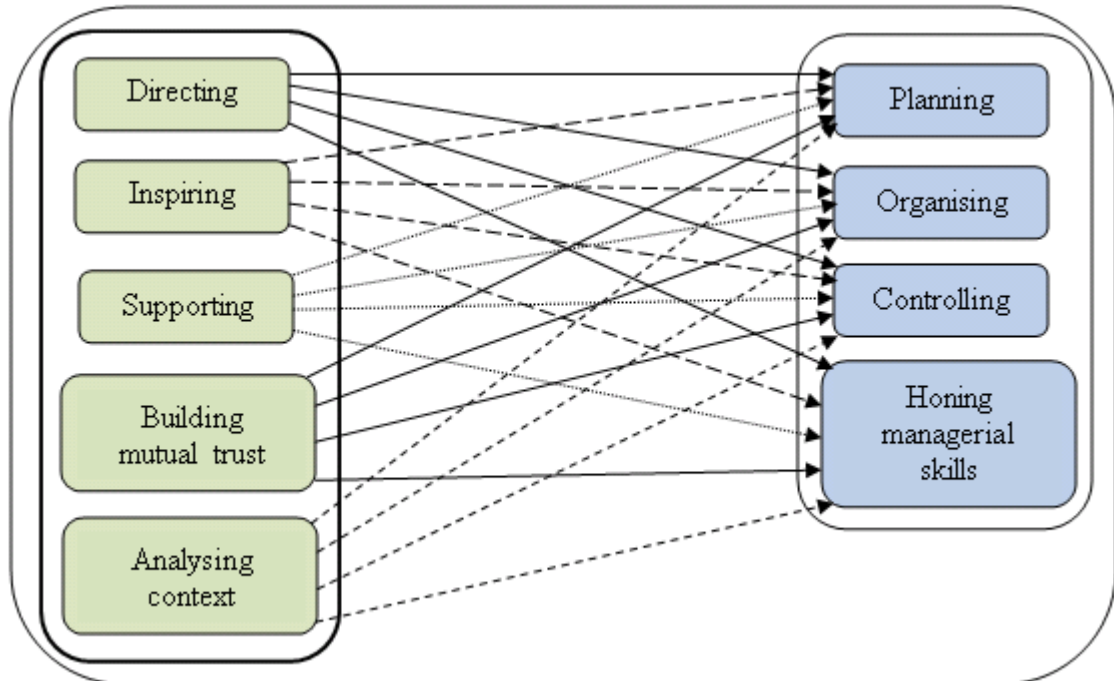 Directing
Inspiring
Supporting
Building
mutual trust
Analysing
context
Planning
Organising
Controlling
Honing
managerial
skills